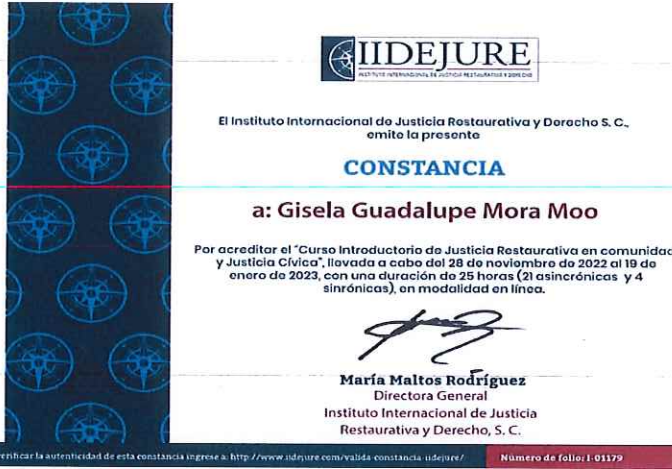 IIDEJURE
INSTITUTO INTERNACIONAL DE JUSTICIA RESTAURATIVA Y DERECHO
El Instituto Internacional de Justicia Restaurativa y Derecho S. C.,
emite la presente
CONSTANCIA
a: Gisela Guadalupe Mora Moo
Por acreditar el "Curso Introductorio de Justicia Restaurativa en comunidad
y Justicia Cívica", llevada a cabo del 28 de noviembre de 2022 al 19 de
enero de 2023, con una duración de 25 horas (21 asincrónicas y 4
sinrónicas), en modalidad en línea.
María Maltos Rodríguez
Directora General
Instituto Internacional de Justicia
Restaurativa y Derecho, S. C.
verificar la autenticidad de esta constancia ingrese a: http://www.iidejure.com/valida-constancia-iidejure/
Número de folio: I-01179